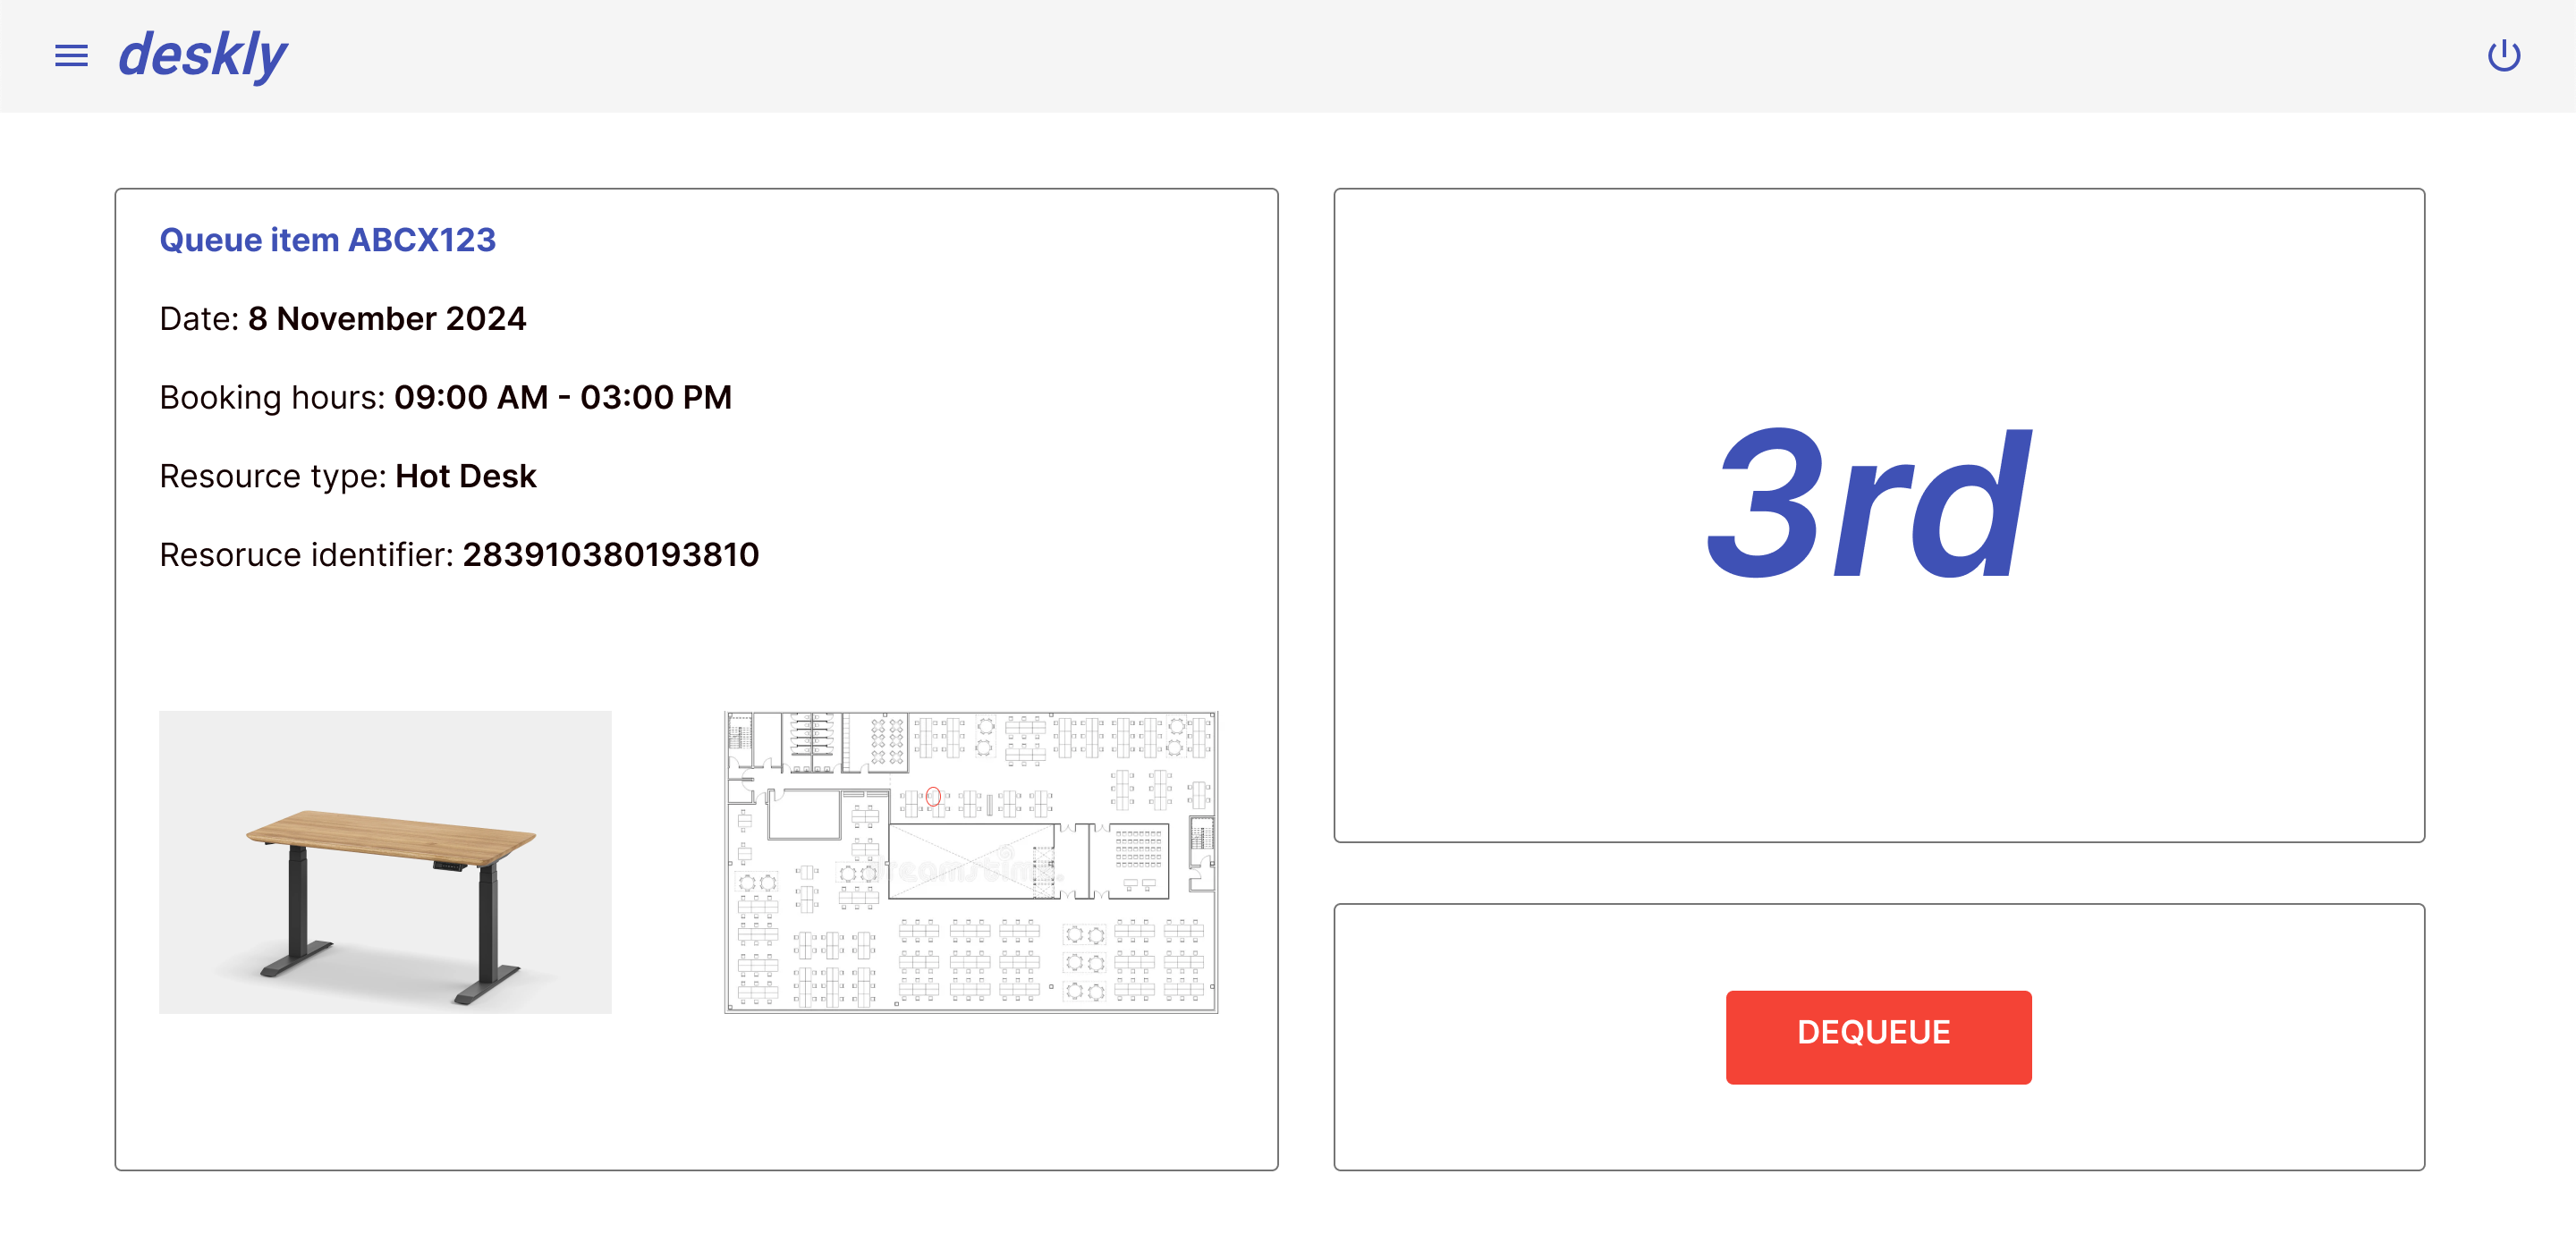 deskly
Queue item ABCX123
Date: 8 November 2024
Booking hours: 09:00 AM - 03:00 PM
Resource type: Hot Desk
Resoruce identifier: 283910380193810
3rd
dreamstime.
DEQUEUE